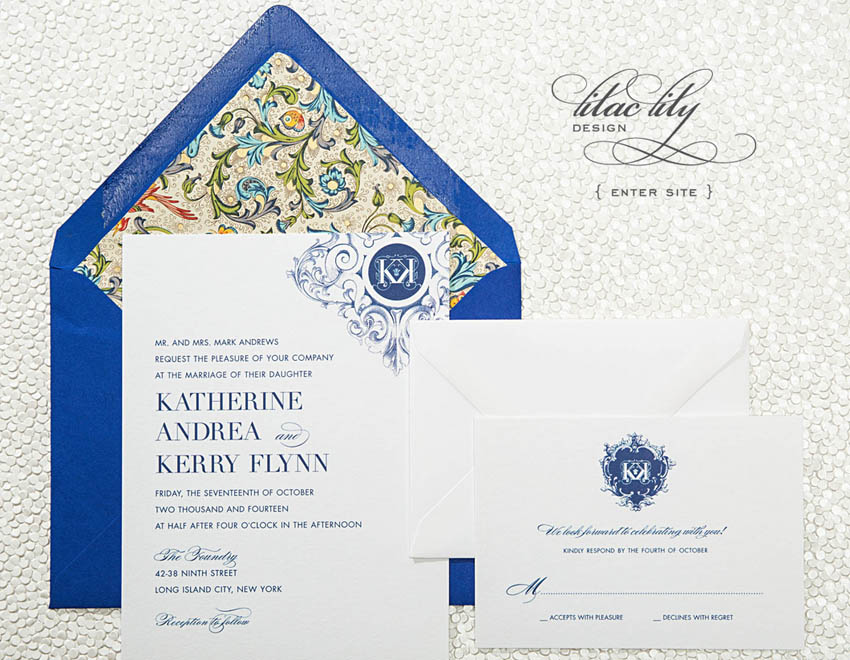 lilac lily
DESIGN
{ ENTER SITE }
KK
MR. AND MRS. MARK ANDREWS
REQUEST THE PLEASURE OF YOUR COMPANY
AT THE MARRIAGE OF THEIR DAUGHTER
KATHERINE
ANDREA and
KERRY FLYNN
FRIDAY, THE SEVENTEENTH OF OCTOBER
TWO THOUSAND AND FOURTEEN
AT HALF AFTER FOUR O'CLOCK IN THE AFTERNOON
The Foundry
42-38 NINTH STREET
LONG ISLAND CITY, NEW YORK
Reception to follow
KK
We look forward to celebrating with you!
KINDLY RESPOND BY THE FOURTH OF OCTOBER
M
__ ACCEPTS WITH PLEASURE __ DECLINES WITH REGRET